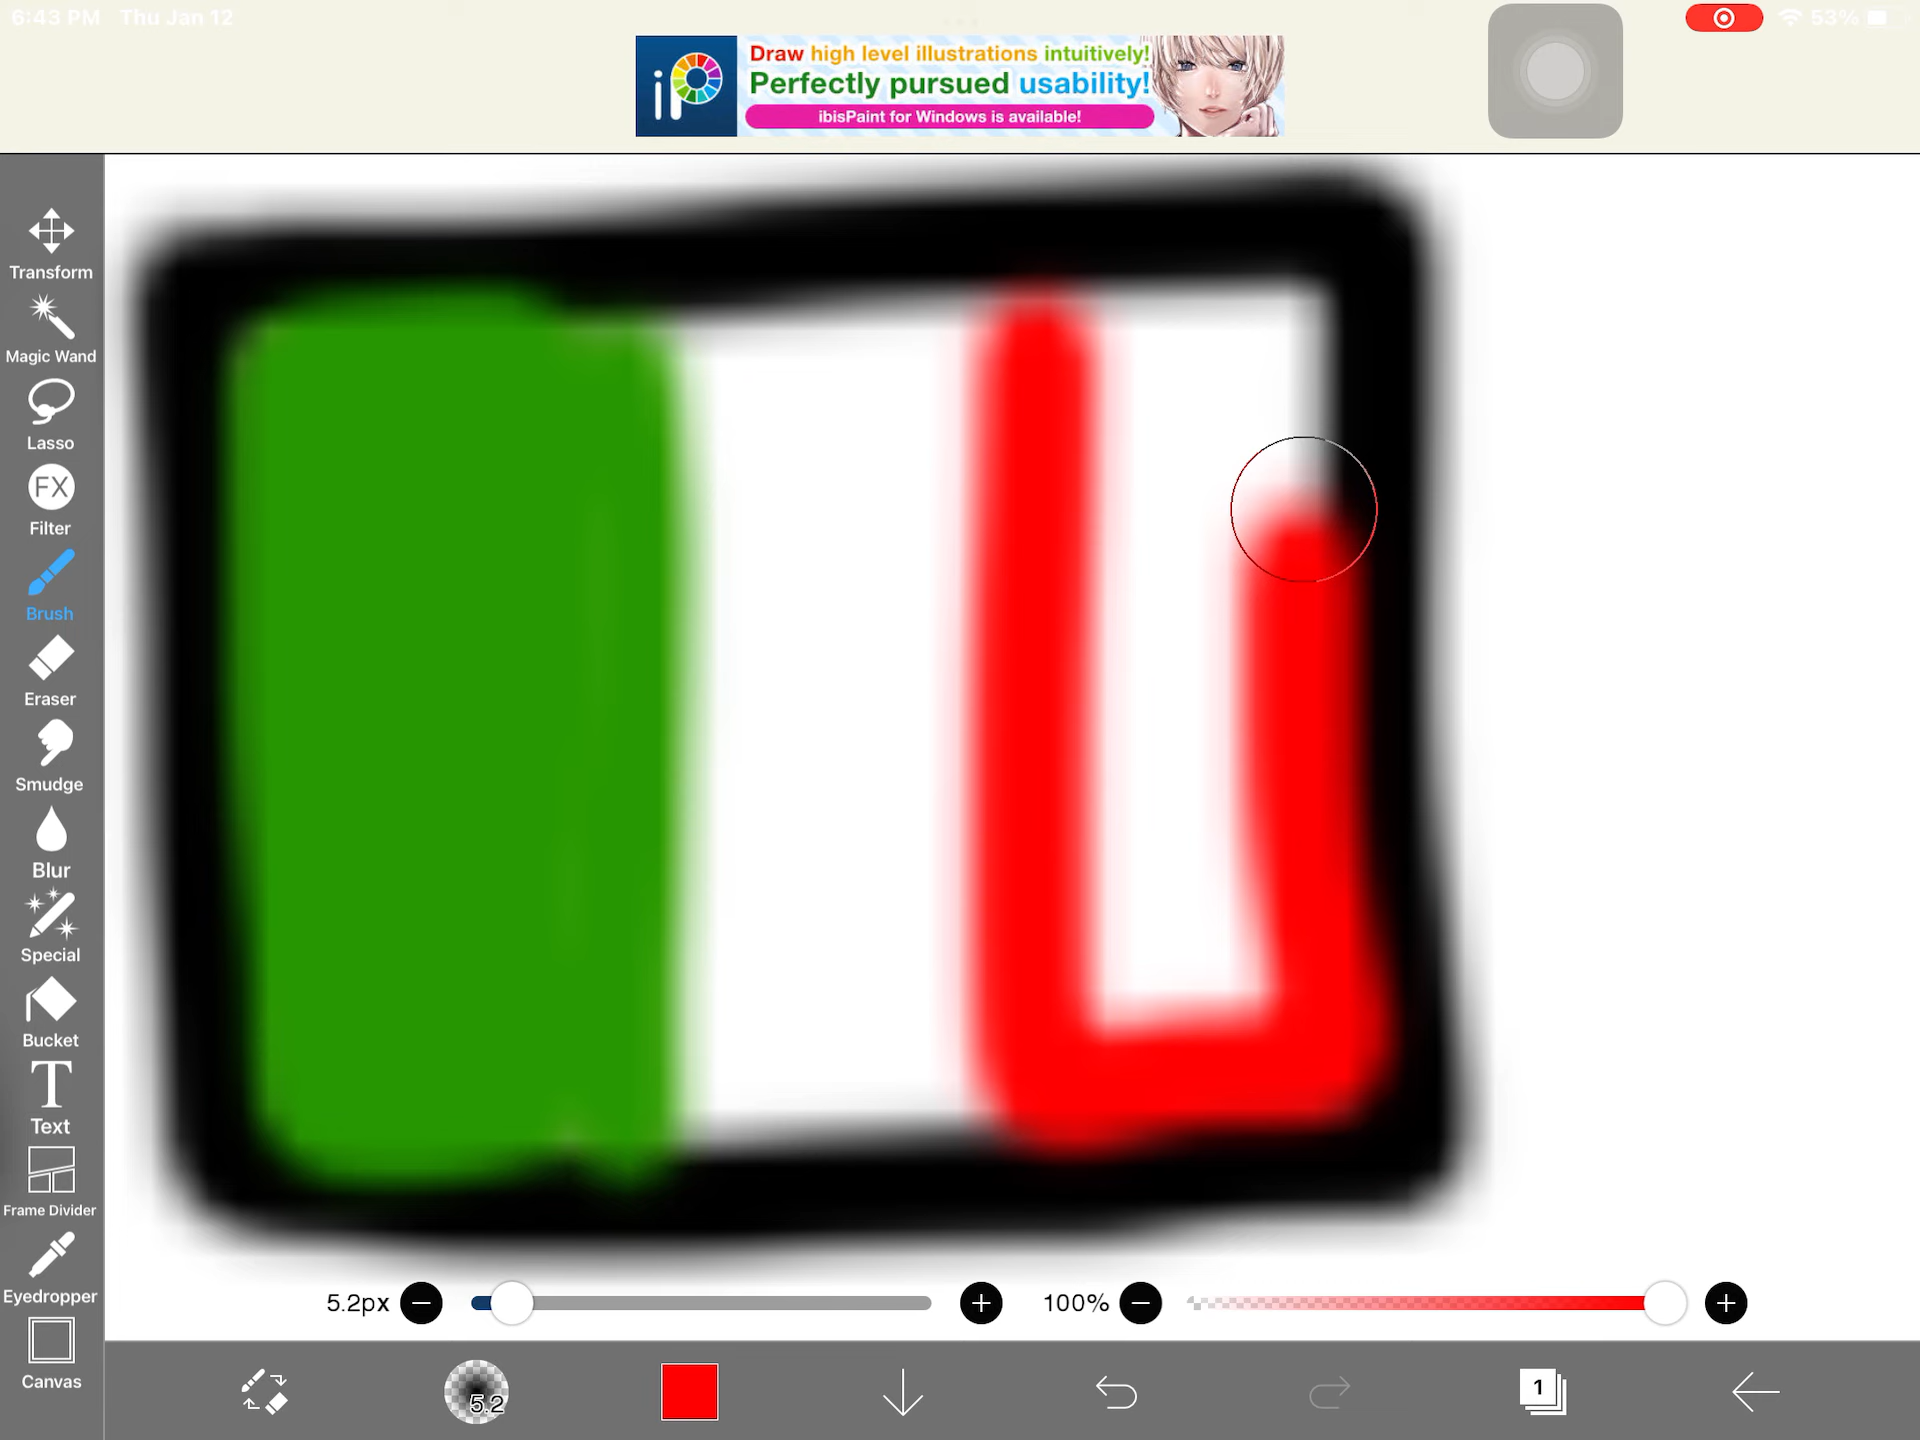 6:43 PM Thu Jan 12
53%
iP
Draw high level illustrations intuitively!
Perfectly pursued usability!
ibisPaint for Windows is available!
Transform
Magic Wand
Lasso
FX
Filter
Brush
Eraser
Smudge
Blur
Special
Bucket
T
Text
Frame Divider
Eyedropper
Canvas
5.2px
100%
5.2
1